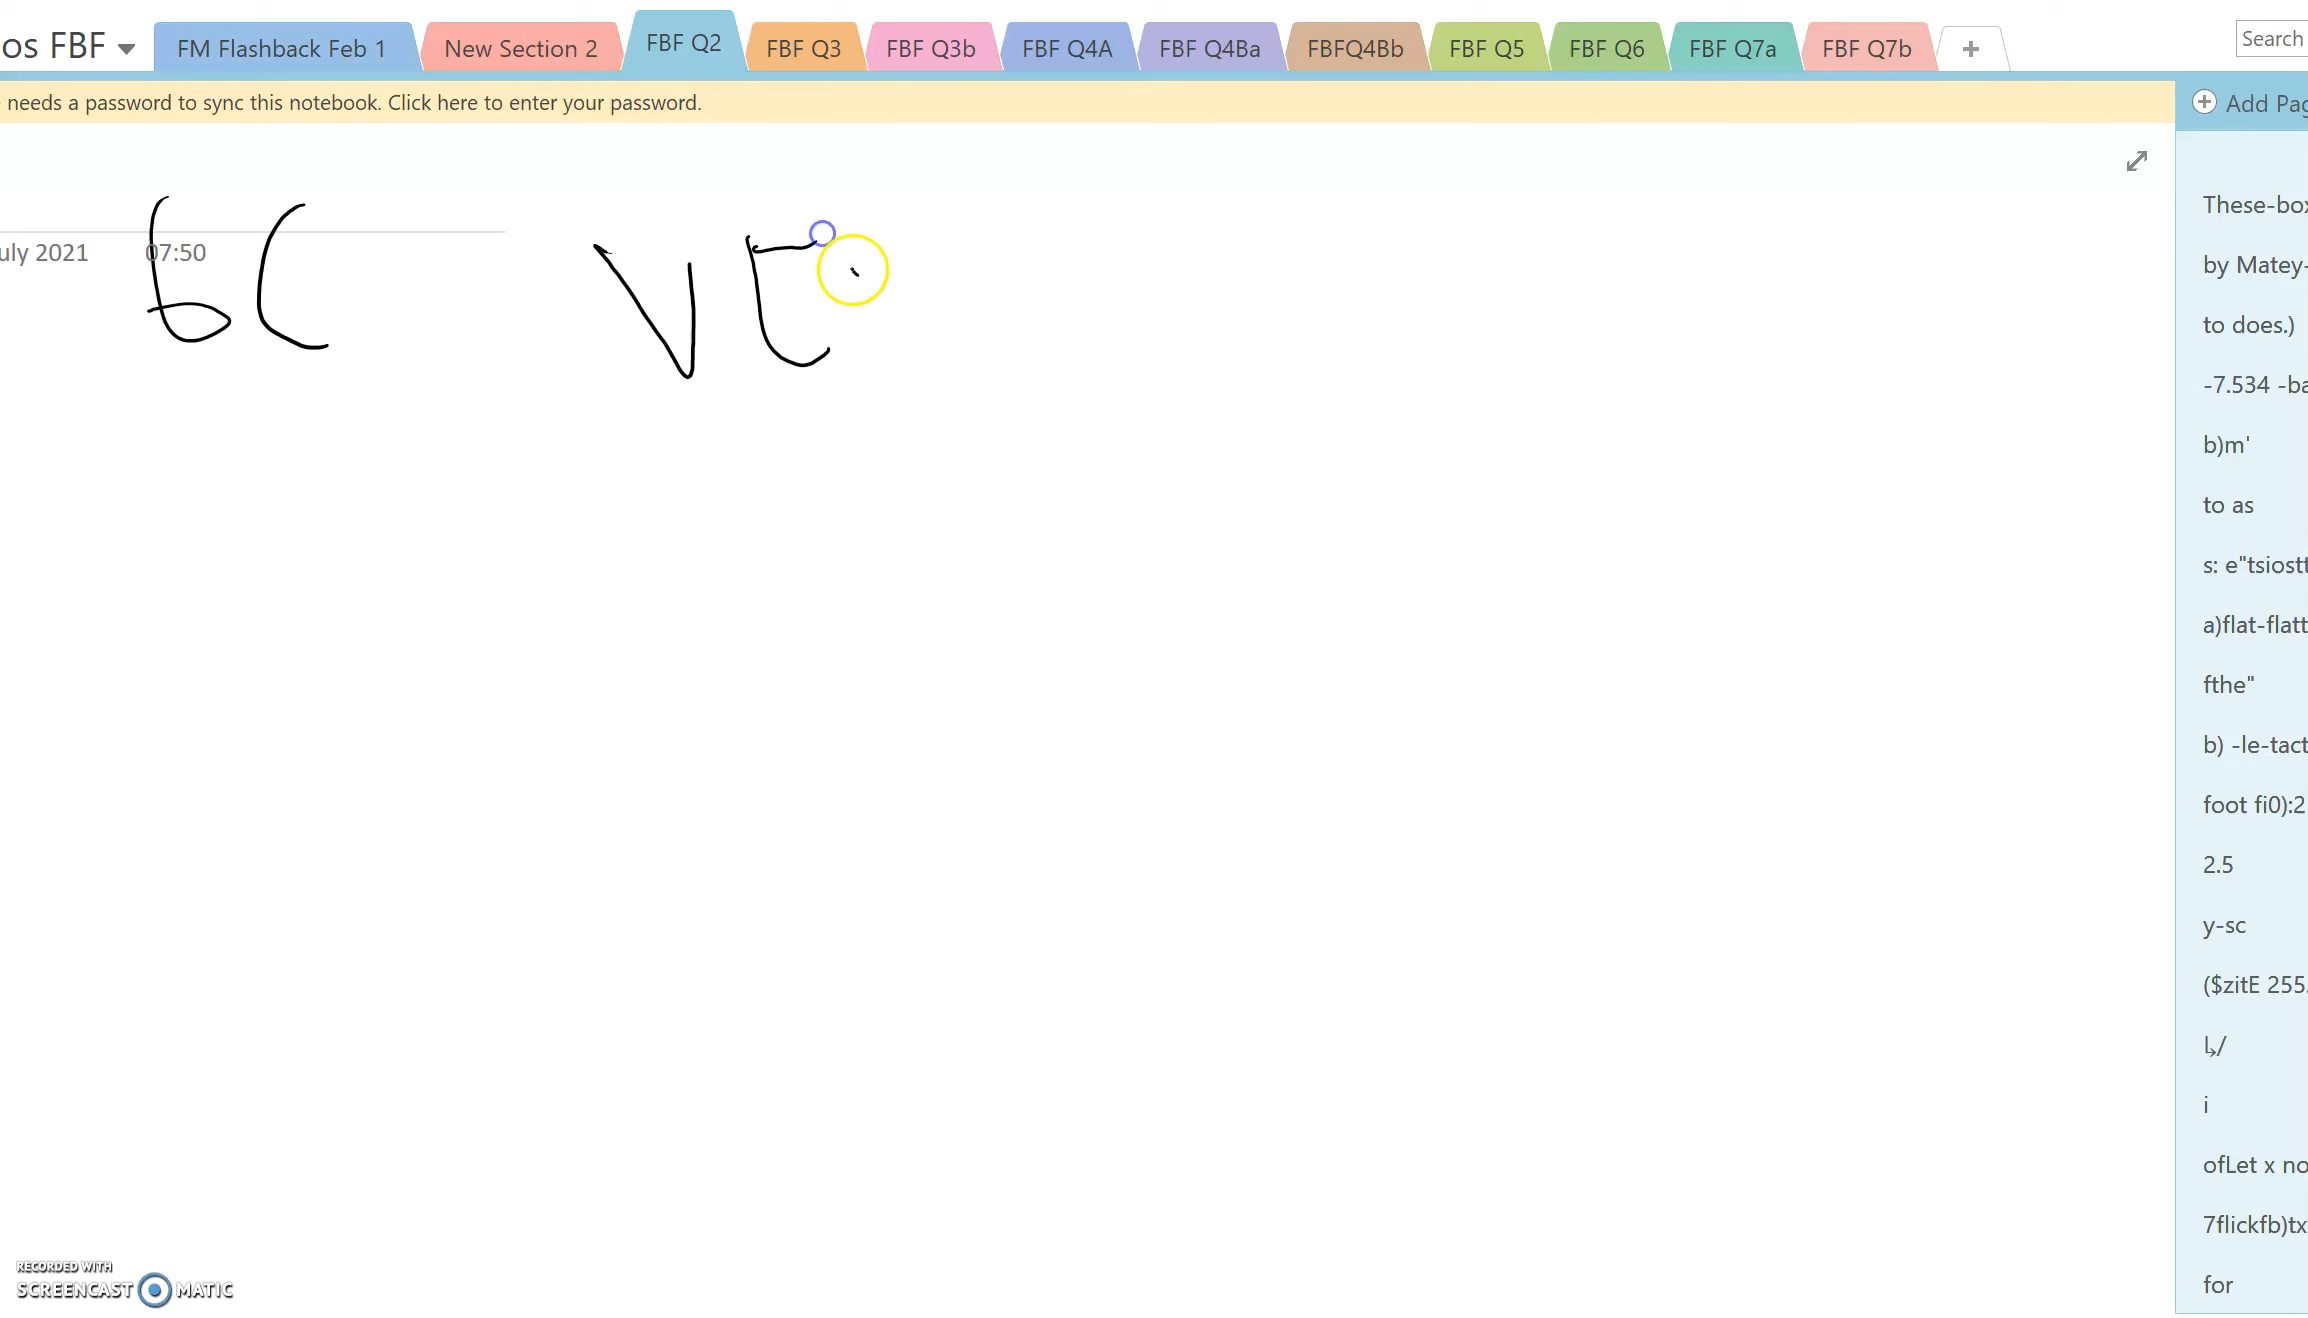 os FBF
FM Flashback Feb 1
New Section 2
FBF Q2
FBF Q3
FBF Q3b
FBF Q4A
FBF Q4Ba
FBFQ4Bb
FBF Q5
FBF Q6
FBF Q7a
FBF Q7b
Search
needs a password to sync this notebook. Click here to enter your password.
Add Pag
uly 2021 07:50
6C VE
These-box
by Matey-
to does.)
-7.534 -ba
b)m'
to as
s: e"tsiostt
a)flat-flatt
fthe"
b) -le-tact
foot fi0):2
2.5
y-sc
($zitE 255.
i
ofLet x no
7flickfb)tx
for
RECORDED WITH
SCREENCAST MATIC